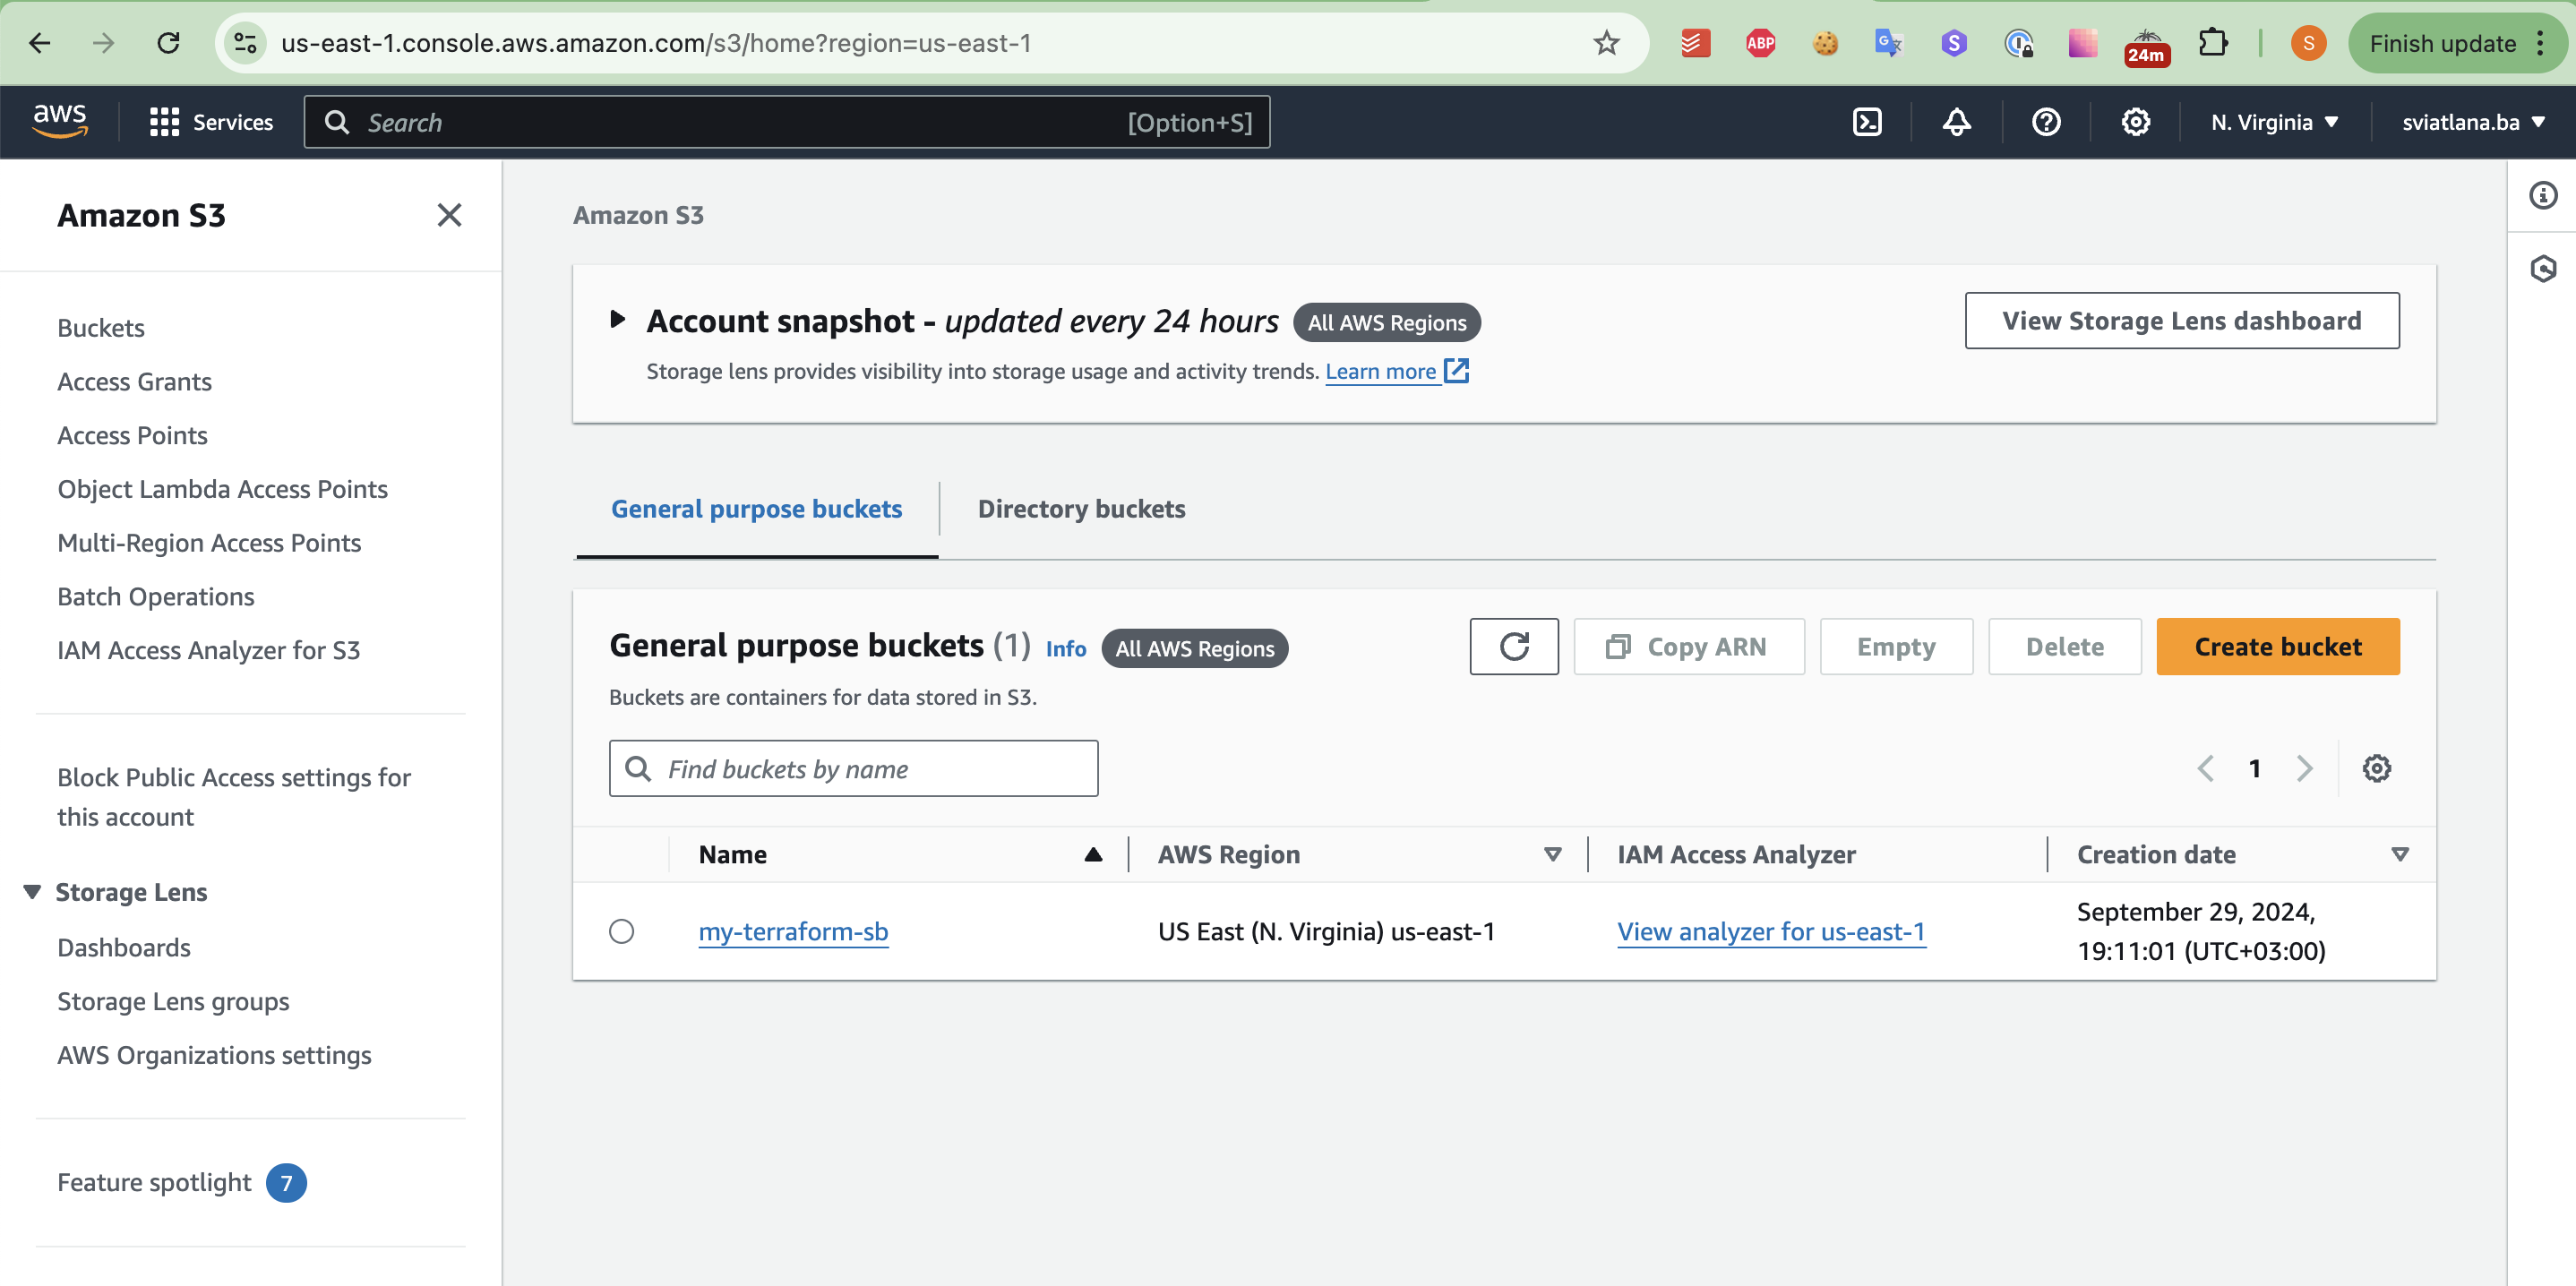 us-east-1.console.aws.amazon.com/s3/home?region=us-east-1
ABP
G
S
24m
S
Finish update
aws
Services
Search
[Option+S]
N. Virginia
sviatlana.ba
Amazon S3
Buckets
Access Grants
Access Points
Object Lambda Access Points
Multi-Region Access Points
Batch Operations
IAM Access Analyzer for S3
Block Public Access settings for
this account
Storage Lens
Dashboards
Storage Lens groups
AWS Organizations settings
Feature spotlight 7
Amazon S3
Account snapshot - updated every 24 hours All AWS Regions
View Storage Lens dashboard
Storage lens provides visibility into storage usage and activity trends. Learn more
General purpose buckets
Directory buckets
General purpose buckets (1) Info All AWS Regions
Copy ARN
Empty
Delete
Create bucket
Buckets are containers for data stored in S3.
Find buckets by name
1
Name
AWS Region
IAM Access Analyzer
Creation date
my-terraform-sb
US East (N. Virginia) us-east-1
View analyzer for us-east-1
September 29, 2024,
19:11:01 (UTC+03:00)